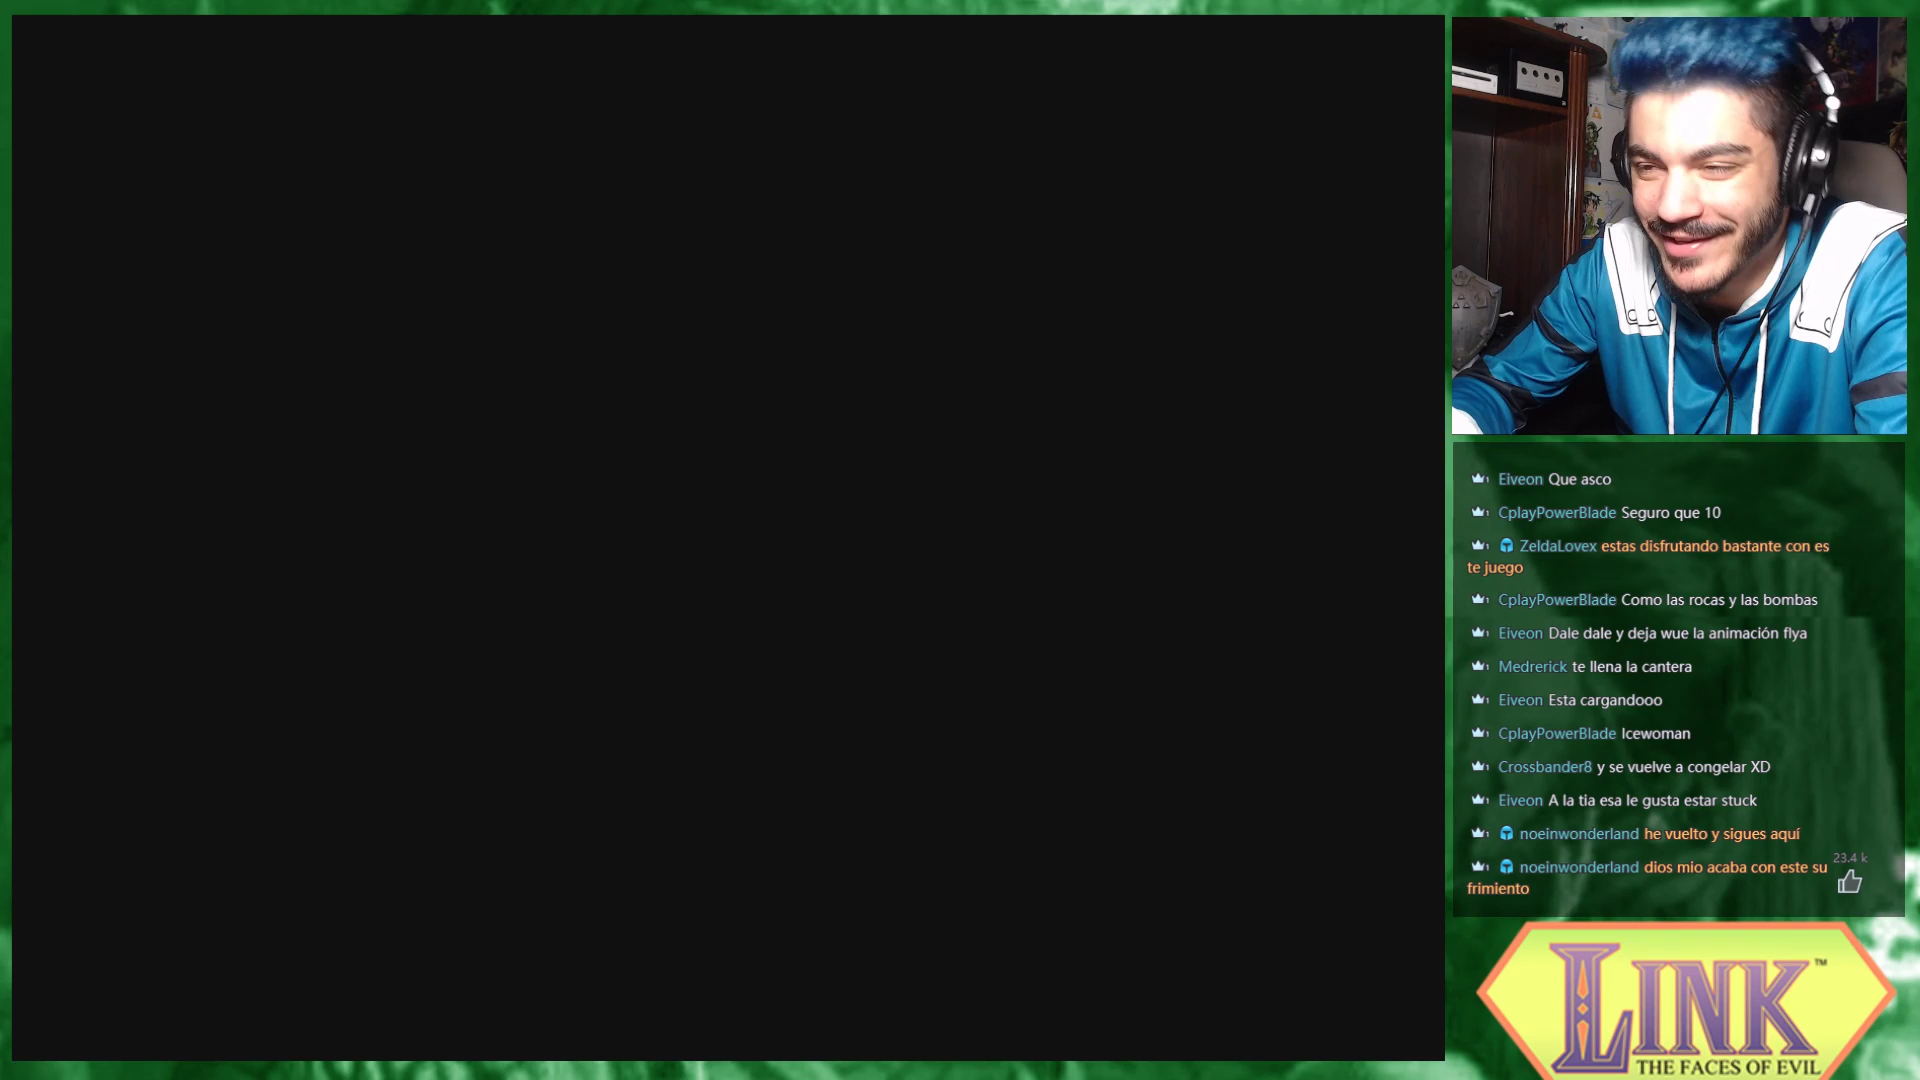 Eiveon Que asco
CplayPowerBlade Seguro que 10
ZeldaLovex estas disfrutando bastante con es
te juego
CplayPowerBlade Como las rocas y las bombas
Eiveon Dale dale y deja wue la animación flya
Medrerick te llena la cantera
Eiveon Esta cargandooo
CplayPowerBlade Icewoman
Crossbander8 y se vuelve a congelar XD
Eiveon A la tia esa le gusta estar stuck
noeinwonderland he vuelto y sigues aquí
noeinwonderland dios mio acaba con este su
frimiento
23.4 k
LINK™
THE FACES OF EVIL